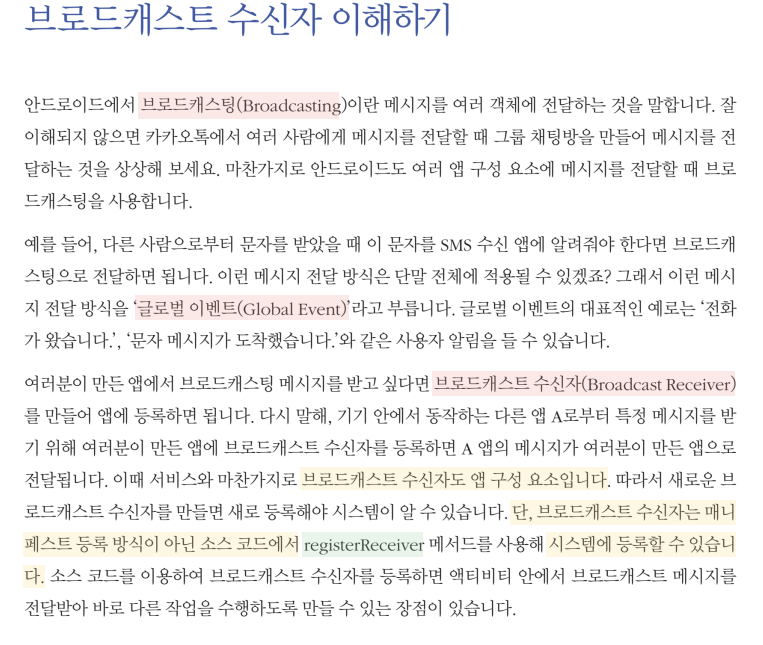 브로드캐스트 수신자 이해하기
안드로이드에서 브로드캐스팅(Broadcasting)이란 메시지를 여러 객체에 전달하는 것을 말합니다. 잘
이해되지 않으면 카카오톡에서 여러 사람에게 메시지를 전달할 때 그룹 채팅방을 만들어 메시지를 전
달하는 것을 상상해 보세요. 마찬가지로 안드로이드도 여러 앱 구성 요소에 메시지를 전달할 때 브로
드캐스팅을 사용합니다.
예를 들어, 다른 사람으로부터 문자를 받았을 때 이 문자를 SMS 수신 앱에 알려줘야 한다면 브로드캐
스팅으로 전달하면 됩니다. 이런 메시지 전달 방식은 단말 전체에 적용될 수 있겠죠? 그래서 이런 메시
지 전달 방식을 ‘글로벌 이벤트(Global Event)’라고 부릅니다. 글로벌 이벤트의 대표적인 예로는 ‘전화
가 왔습니다.’, ‘문자 메시지가 도착했습니다.’와 같은 사용자 알림을 들 수 있습니다.
여러분이 만든 앱에서 브로드캐스팅 메시지를 받고 싶다면 브로드캐스트 수신자(Broadcast Receiver)
를 만들어 앱에 등록하면 됩니다. 다시 말해, 기기 안에서 동작하는 다른 앱 A로부터 특정 메시지를 받
기 위해 여러분이 만든 앱에 브로드캐스트 수신자를 등록하면 A 앱의 메시지가 여러분이 만든 앱으로
전달됩니다. 이때 서비스와 마찬가지로 브로드캐스트 수신자도 앱 구성 요소입니다. 따라서 새로운 브
로드캐스트 수신자를 만들면 새로 등록해야 시스템이 알 수 있습니다. 단, 브로드캐스트 수신자는 매니
페스트 등록 방식이 아닌 소스 코드에서 registerReceiver 메서드를 사용해 시스템에 등록할 수 있습니
다. 소스 코드를 이용하여 브로드캐스트 수신자를 등록하면 액티비티 안에서 브로드캐스트 메시지를
전달받아 바로 다른 작업을 수행하도록 만들 수 있는 장점이 있습니다.